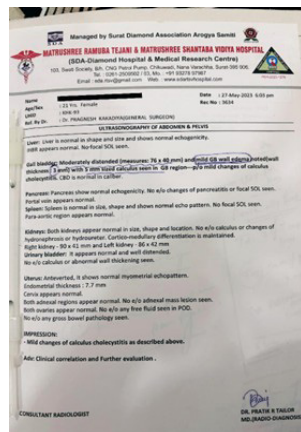 Managed by Surat Diamond Association Arogya Samiti
MATRUSHREE RAMUBA TEJANI & MATRUSHREE SHANTABA VIDIYA HOSPITAL
(SDA-Diamond Hospital & Medical Research Centre)
Name
Age : 21 Yrs, Female
UHID
Ref. By Dr. : Dr. PRAGNESH KAKADIYA(GENERAL SURGEON)
Date : 27-May-2023 5:03 pm
Rec No : 3634
ULTRASONOGRAPHY OF ABDOMEN & PELVIS
Liver: Liver is normal in shape and size and shows normal echogenicity.
IHBR appears normal. No focal SOL seen.
Gall bladder: Moderately distended (measures: 76 x 40 mm) and mild GB wall edema noted(wall
thickness 3 mm) with 5 mm sized calculus seen in GB region---p/o mild changes of calculus
cholecystitis. CBD is normal in caliber.
Pancreas: Pancreas show normal echogenicity. No e/o changes of pancreatitis or focal SOL seen.
Portal vein appears normal.
Spleen: Spleen is normal in size, shape and shows normal echo pattern. No focal SOL seen.
Para-aortic region appears normal.
Kidneys: Both kidneys appear normal in size, shape and location. No e/o calculus or changes of
hydronephrosis or hydroureter. Cortico-medullary differentiation is maintained.
Right kidney - 90 x 41 mm and Left kidney - 86 x 42 mm
Urinary bladder: It appears normal and well distended.
No e/o calculus or abnormal wall thickening seen.
Uterus: Anteverted, it shows normal myometrial echopattern.
Endometrial thickness : 7.7 mm
Cervix appears normal.
Both adnexal regions appear normal. No e/o adnexal mass lesion seen.
Both ovaries appear normal. No e/o any free fluid seen in POD.
No e/o any gross bowel pathology seen.
IMPRESSION:
- Mild changes of calculus cholecystitis as described above.
Adv: Clinical correlation and Further evaluation .
CONSULTANT RADIOLOGIST
DR. PRATIK R TAILOR
MD.(RADIO-DIAGNOSIS